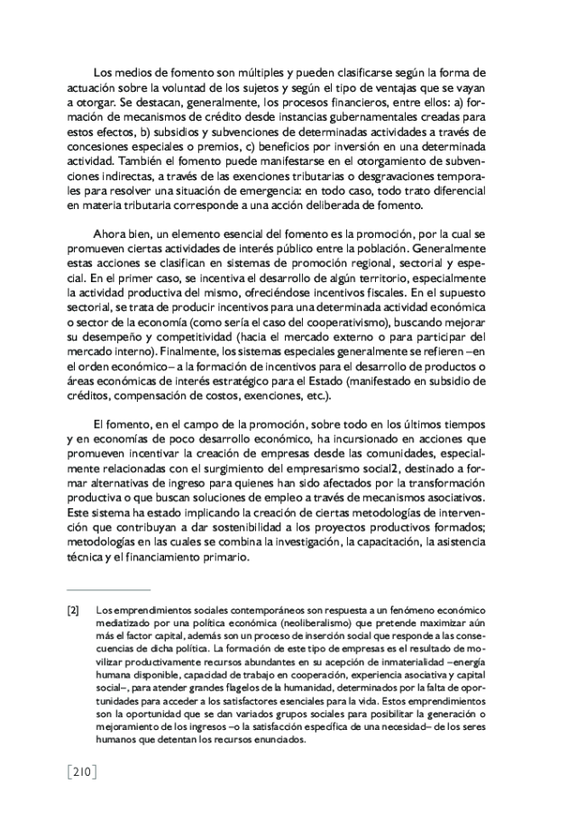 Los medios de fomento son múltiples y pueden clasificarse según la forma de
actuación sobre la voluntad de los sujetos y según el tipo de ventajas que se vayan
a otorgar. Se destacan, generalmente, los procesos financieros, entre ellos: a) for-
mación de mecanismos de crédito desde instancias gubernamentales creadas para
estos efectos, b) subsidios y subvenciones de determinadas actividades a través de
concesiones especiales o premios, c) beneficios por inversión en una determinada
actividad. También el fomento puede manifestarse en el otorgamiento de subven-
ciones indirectas, a través de las exenciones tributarias o desgravaciones tempora-
les para resolver una situación de emergencia: en todo caso, todo trato diferencial
en materia tributaria corresponde a una acción deliberada de fomento.
Ahora bien, un elemento esencial del fomento es la promoción, por la cual se
promueven ciertas actividades de interés público entre la población. Generalmente
estas acciones se clasifican en sistemas de promoción regional, sectorial y espe-
cial. En el primer caso, se incentiva el desarrollo de algún territorio, especialmente
la actividad productiva del mismo, ofreciéndose incentivos fiscales. En el supuesto
sectorial, se trata de producir incentivos para una determinada actividad económica
o sector de la economía (como sería el caso del cooperativismo), buscando mejorar
su desempeño y competitividad (hacia el mercado externo o para participar del
mercado interno). Finalmente, los sistemas especiales generalmente se refieren –en
el orden económico– a la formación de incentivos para el desarrollo de productos o
áreas económicas de interés estratégico para el Estado (manifestado en subsidio de
créditos, compensación de costos, exenciones, etc.).
El fomento, en el campo de la promoción, sobre todo en los últimos tiempos
y en economías de poco desarrollo económico, ha incursionado en acciones que
promueven incentivar la creación de empresas desde las comunidades, especial-
mente relacionadas con el surgimiento del empresarismo social2, destinado a for-
mar alternativas de ingreso para quienes han sido afectados por la transformación
productiva o que buscan soluciones de empleo a través de mecanismos asociativos.
Este sistema ha estado implicando la creación de ciertas metodologías de interven-
ción que contribuyan a dar sostenibilidad a los proyectos productivos formados;
metodologías en las cuales se combina la investigación, la capacitación, la asistencia
técnica y el financiamiento primario.
[2] Los emprendimientos sociales contemporáneos son respuesta a un fenómeno económico
mediatizado por una política económica (neoliberalismo) que pretende maximizar aún
más el factor capital, además son un proceso de inserción social que responde a las conse-
cuencias de dicha política. La formación de este tipo de empresas es el resultado de mo-
vilizar productivamente recursos abundantes en su acepción de inmaterialidad –energía
humana disponible, capacidad de trabajo en cooperación, experiencia asociativa y capital
social–, para atender grandes flagelos de la humanidad, determinados por la falta de opor-
tunidades para acceder a los satisfactores esenciales para la vida. Estos emprendimientos
son la oportunidad que se dan variados grupos sociales para posibilitar la generación o
mejoramiento de los ingresos –o la satisfacción específica de una necesidad– de los seres
humanos que detentan los recursos enunciados.
[210]